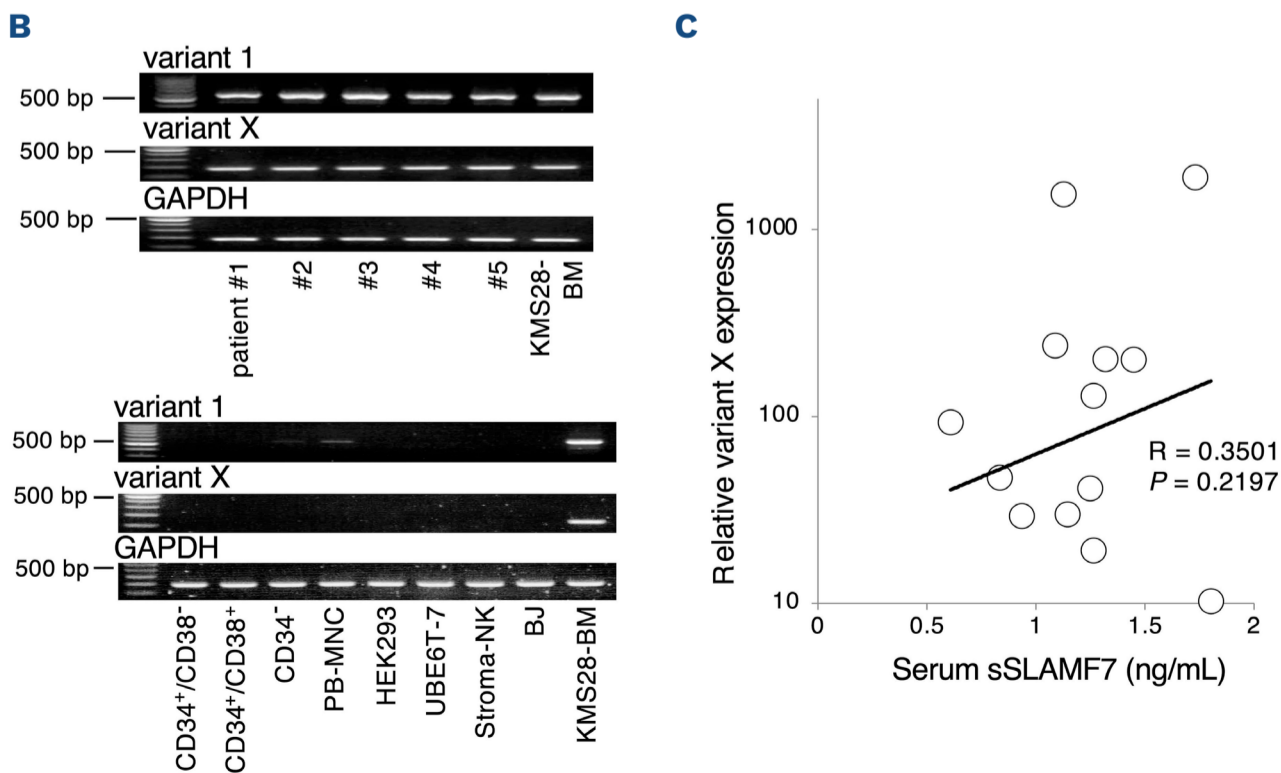 B
variant 1
500 bp
variant X
500 bp
GAPDH
500 bp
patient #1
#2
#3
#4
#5
KMS28-
BM
variant 1
500 bp
variant X
500 bp
GAPDH
500 bp
CD34⁺/CD38⁻
CD34⁺/CD38⁺
CD34⁻
PB-MNC
HEK293
UBE6T-7
Stroma-NK
BJ
KMS28-BM
C
Relative variant X expression
1000
100
10
R = 0.3501
P = 0.2197
0
0.5
1
1.5
2
Serum sSLAMF7 (ng/mL)